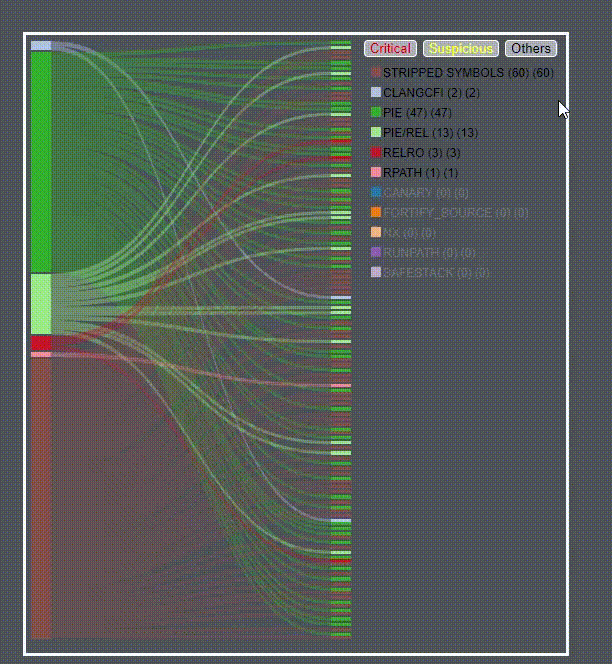 Critical Suspicious Others
STRIPPED SYMBOLS (60) (60)
CLANGCFI (2) (2)
PIE (47) (47)
PIE/REL (13) (13)
RELRO (3) (3)
RPATH (1) (1)
CANARY (0) (0)
FORTIFY_SOURCE (0) (0)
NX (0) (0)
RUNPATH (0) (0)
SAFESTACK (0) (0)